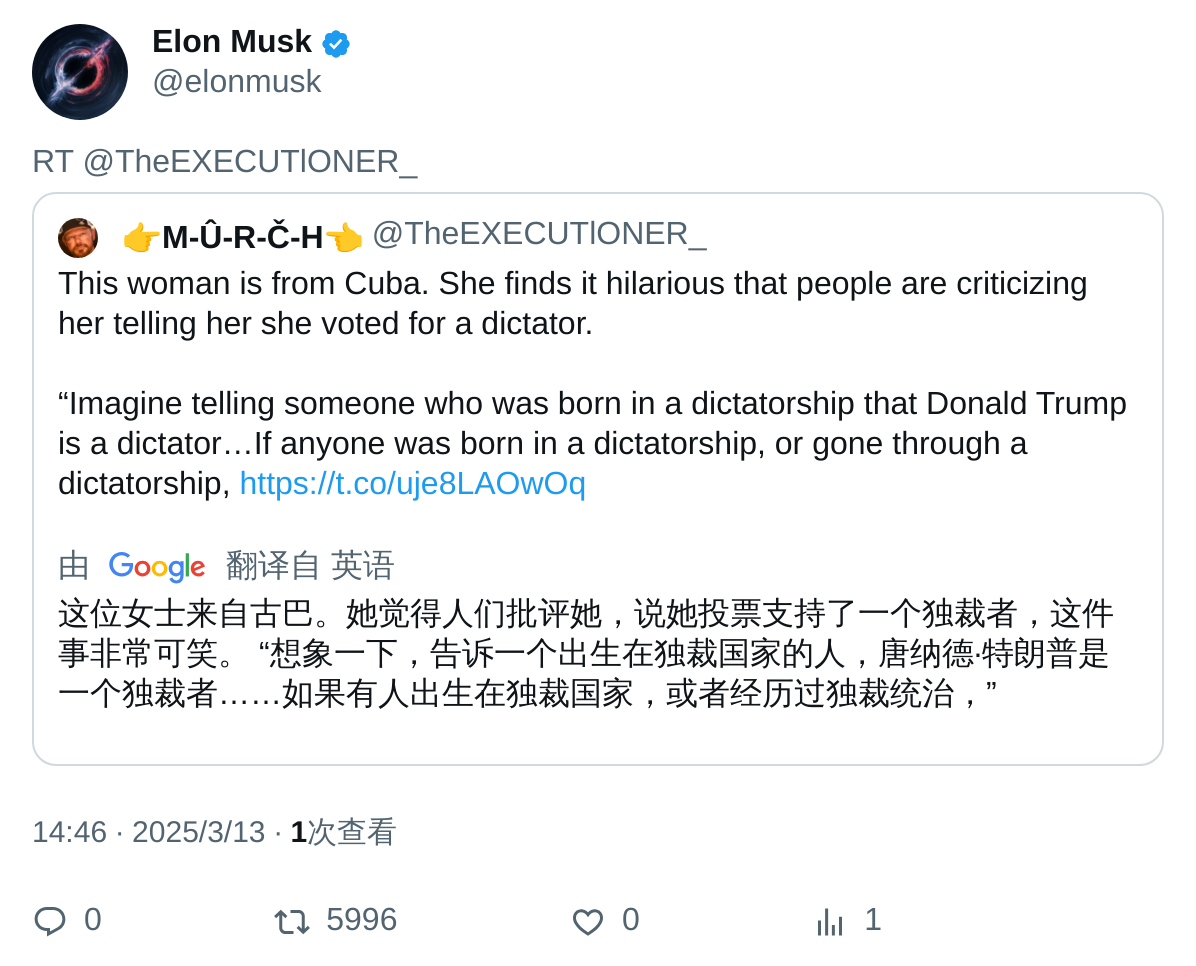 Elon Musk
@elonmusk
RT @TheEXECUTlONER_
👉M-Û-R-Č-H👈 @TheEXECUTlONER_
This woman is from Cuba. She finds it hilarious that people are criticizing
her telling her she voted for a dictator.
“Imagine telling someone who was born in a dictatorship that Donald Trump
is a dictator…If anyone was born in a dictatorship, or gone through a
dictatorship, https://t.co/uje8LAOwOq
由 Google 翻译自 英语
这位女士来自古巴。她觉得人们批评她，说她投票支持了一个独裁者，这件
事非常可笑。 “想象一下，告诉一个出生在独裁国家的人，唐纳德·特朗普是
一个独裁者……如果有人出生在独裁国家，或者经历过独裁统治，”
14:46 · 2025/3/13 · 1次查看
0 5996 0 1